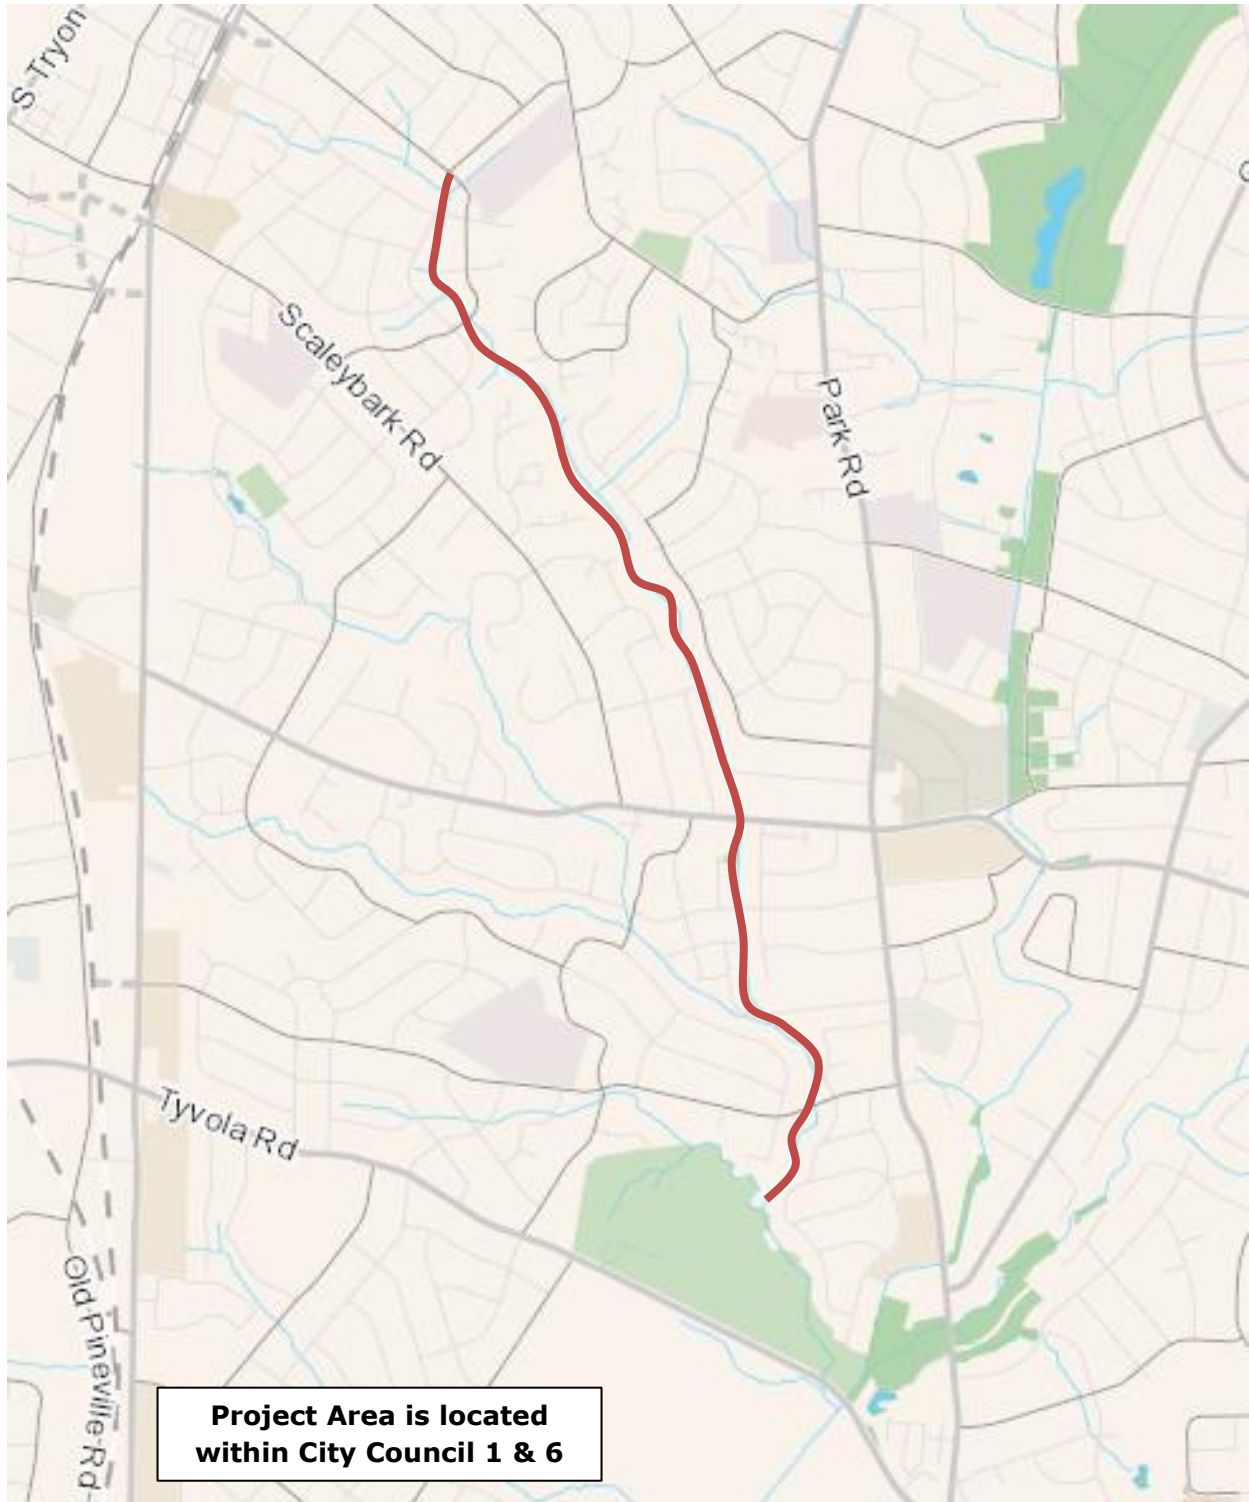 S Tryon
Scaleybark Rd
Park Rd
Tyvola Rd
Old Pineville Rd
Project Area is located
within City Council 1 & 6